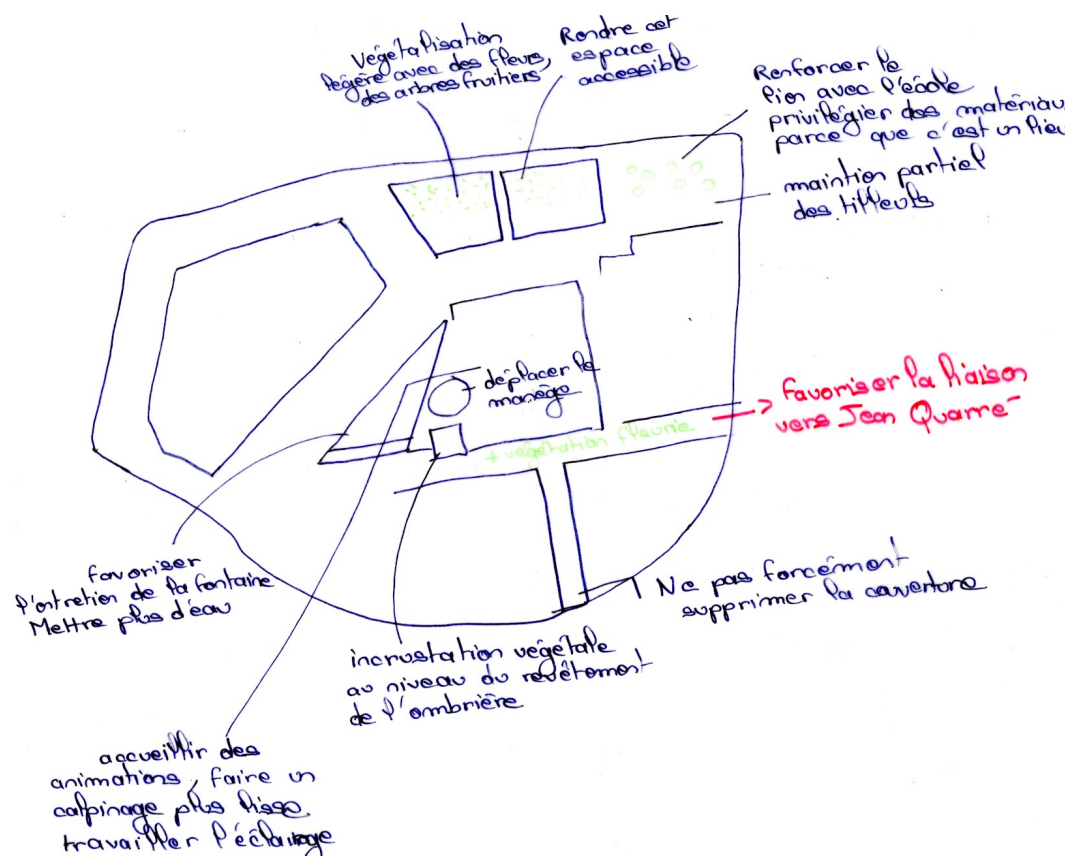 végétalisation
légère avec des fleurs,
des arbres fruitiers
Rendre cet
espace
accessible
Renforcer le
lien avec l'école
privilégier des matériau
parce que c'est un lieu
maintien partiel
des tilleuls
déplacer le
manège
+ végétation fleurie
favoriser la liaison
vers Jean Quarré
favoriser
l'entretien de la fontaine
Mettre plus d'eau
Ne pas forcément
supprimer la couverture
incrustation végétale
au niveau du revêtement
de l'ombrière
accueillir des
animations, faire un
calpinage plus lisse
travailler l'éclairage